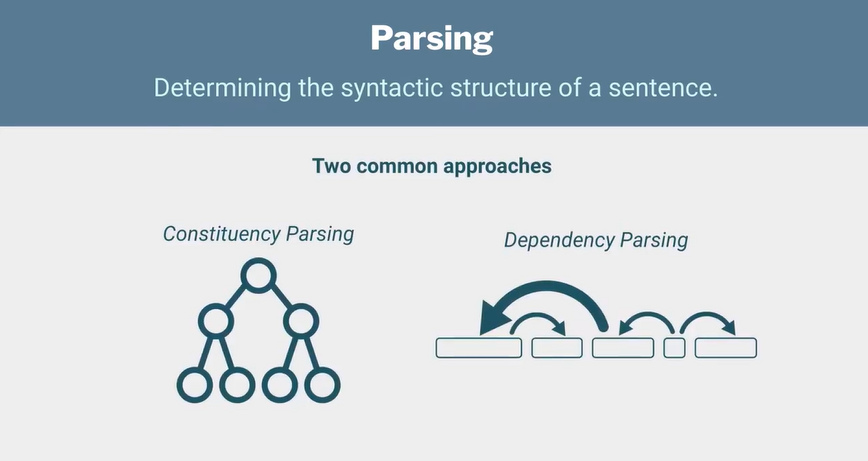 Parsing
Determining the syntactic structure of a sentence.
Two common approaches
Constituency Parsing
Dependency Parsing